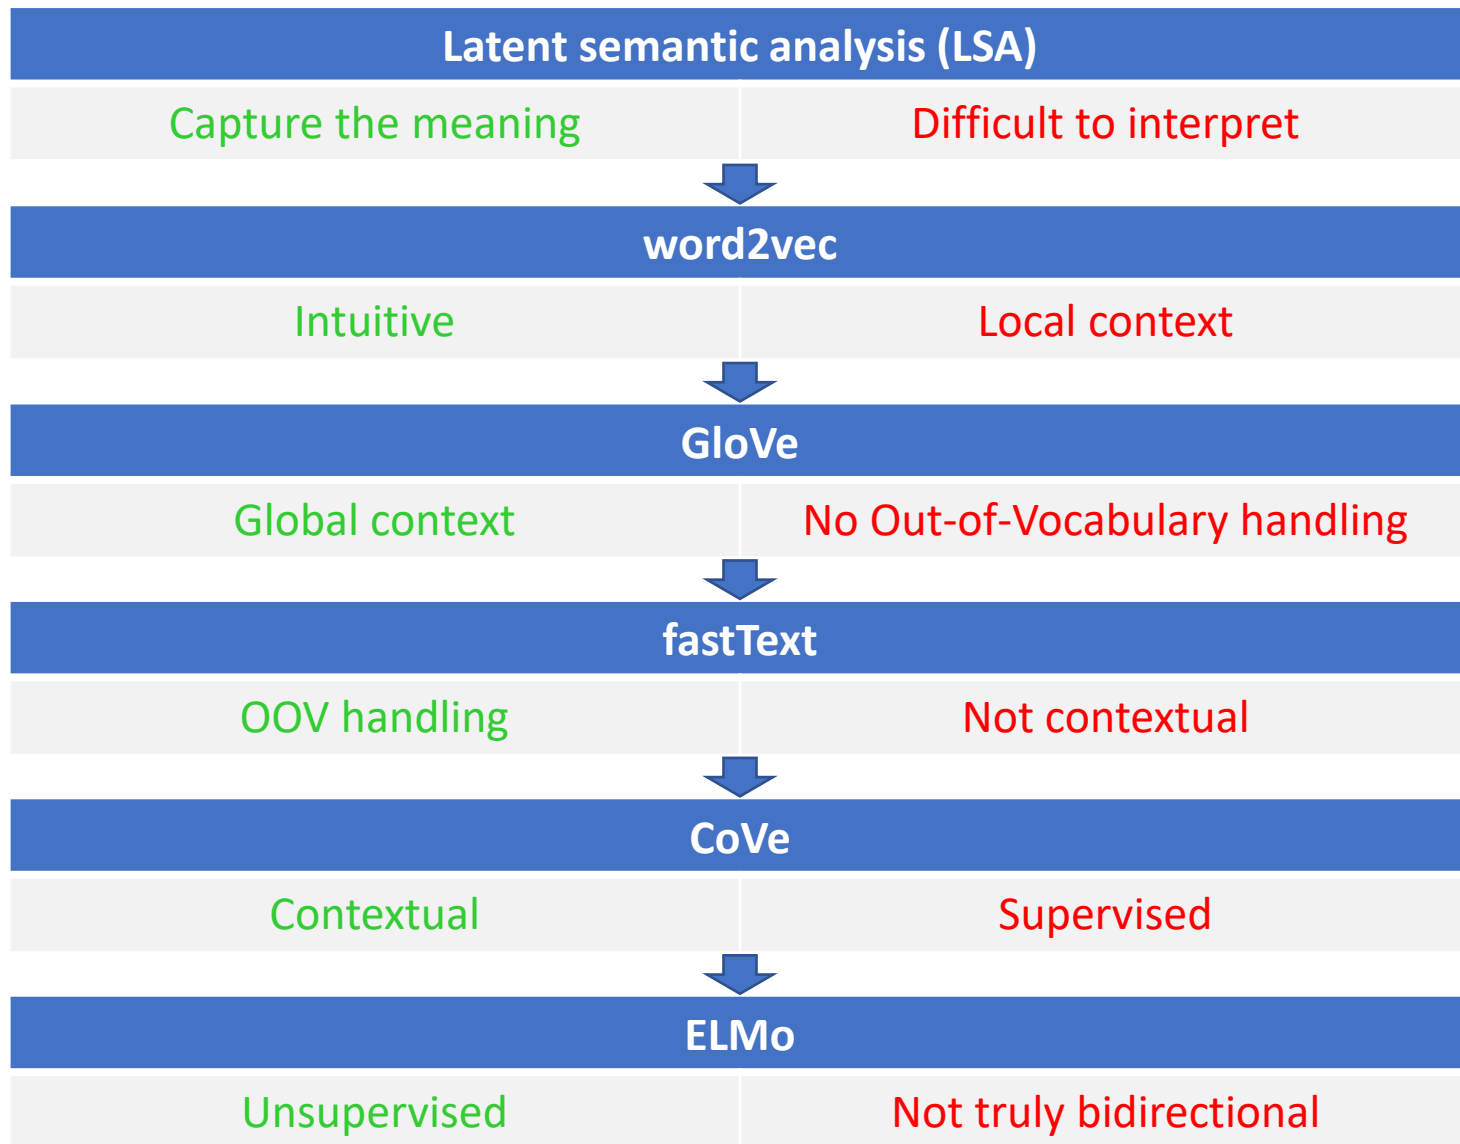 Latent semantic analysis (LSA)
Capture the meaning
Difficult to interpret
word2vec
Intuitive
Local context
GloVe
Global context
No Out-of-Vocabulary handling
fastText
OOV handling
Not contextual
CoVe
Contextual
Supervised
ELMo
Unsupervised
Not truly bidirectional